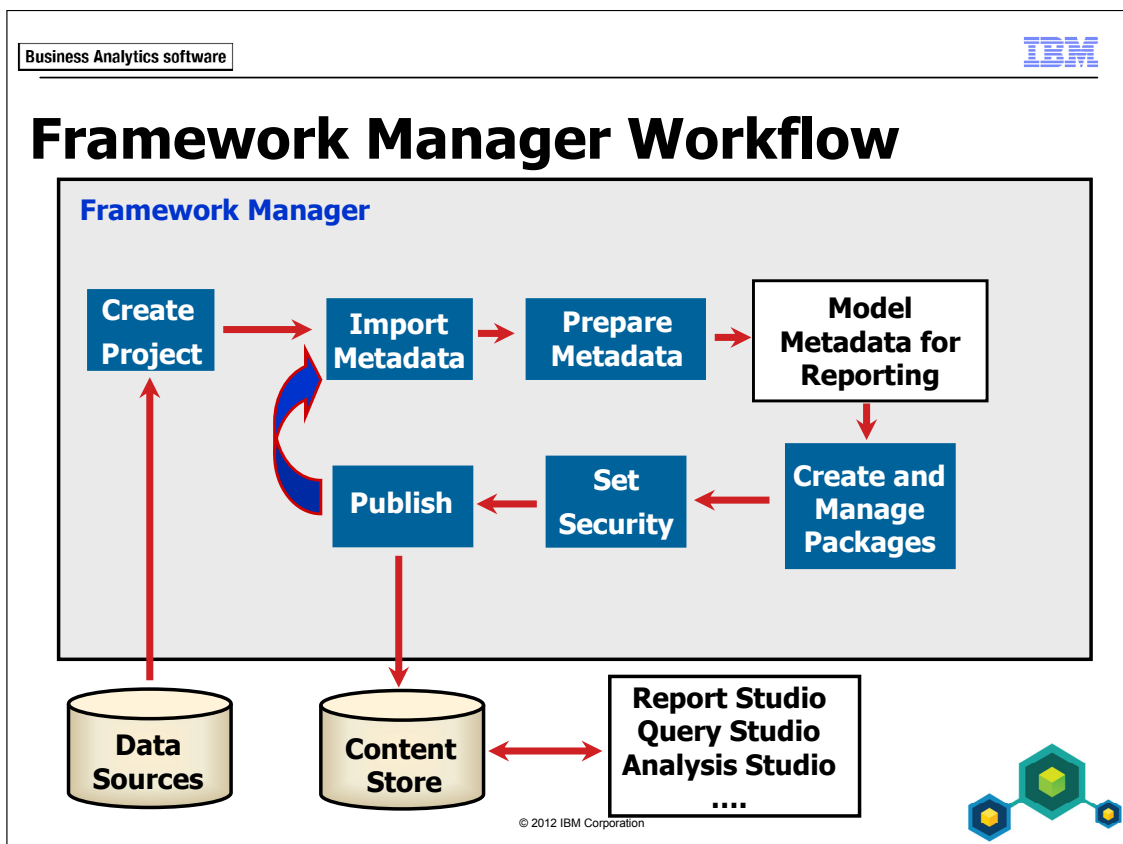 Business Analytics software
IBM
Framework Manager Workflow
Framework Manager
Create
Project
Import
Metadata
Prepare
Metadata
Model
Metadata for
Reporting
Publish
Set
Security
Create and
Manage
Packages
Data
Sources
Content
Store
Report Studio
Query Studio
Analysis Studio
....
© 2012 IBM Corporation